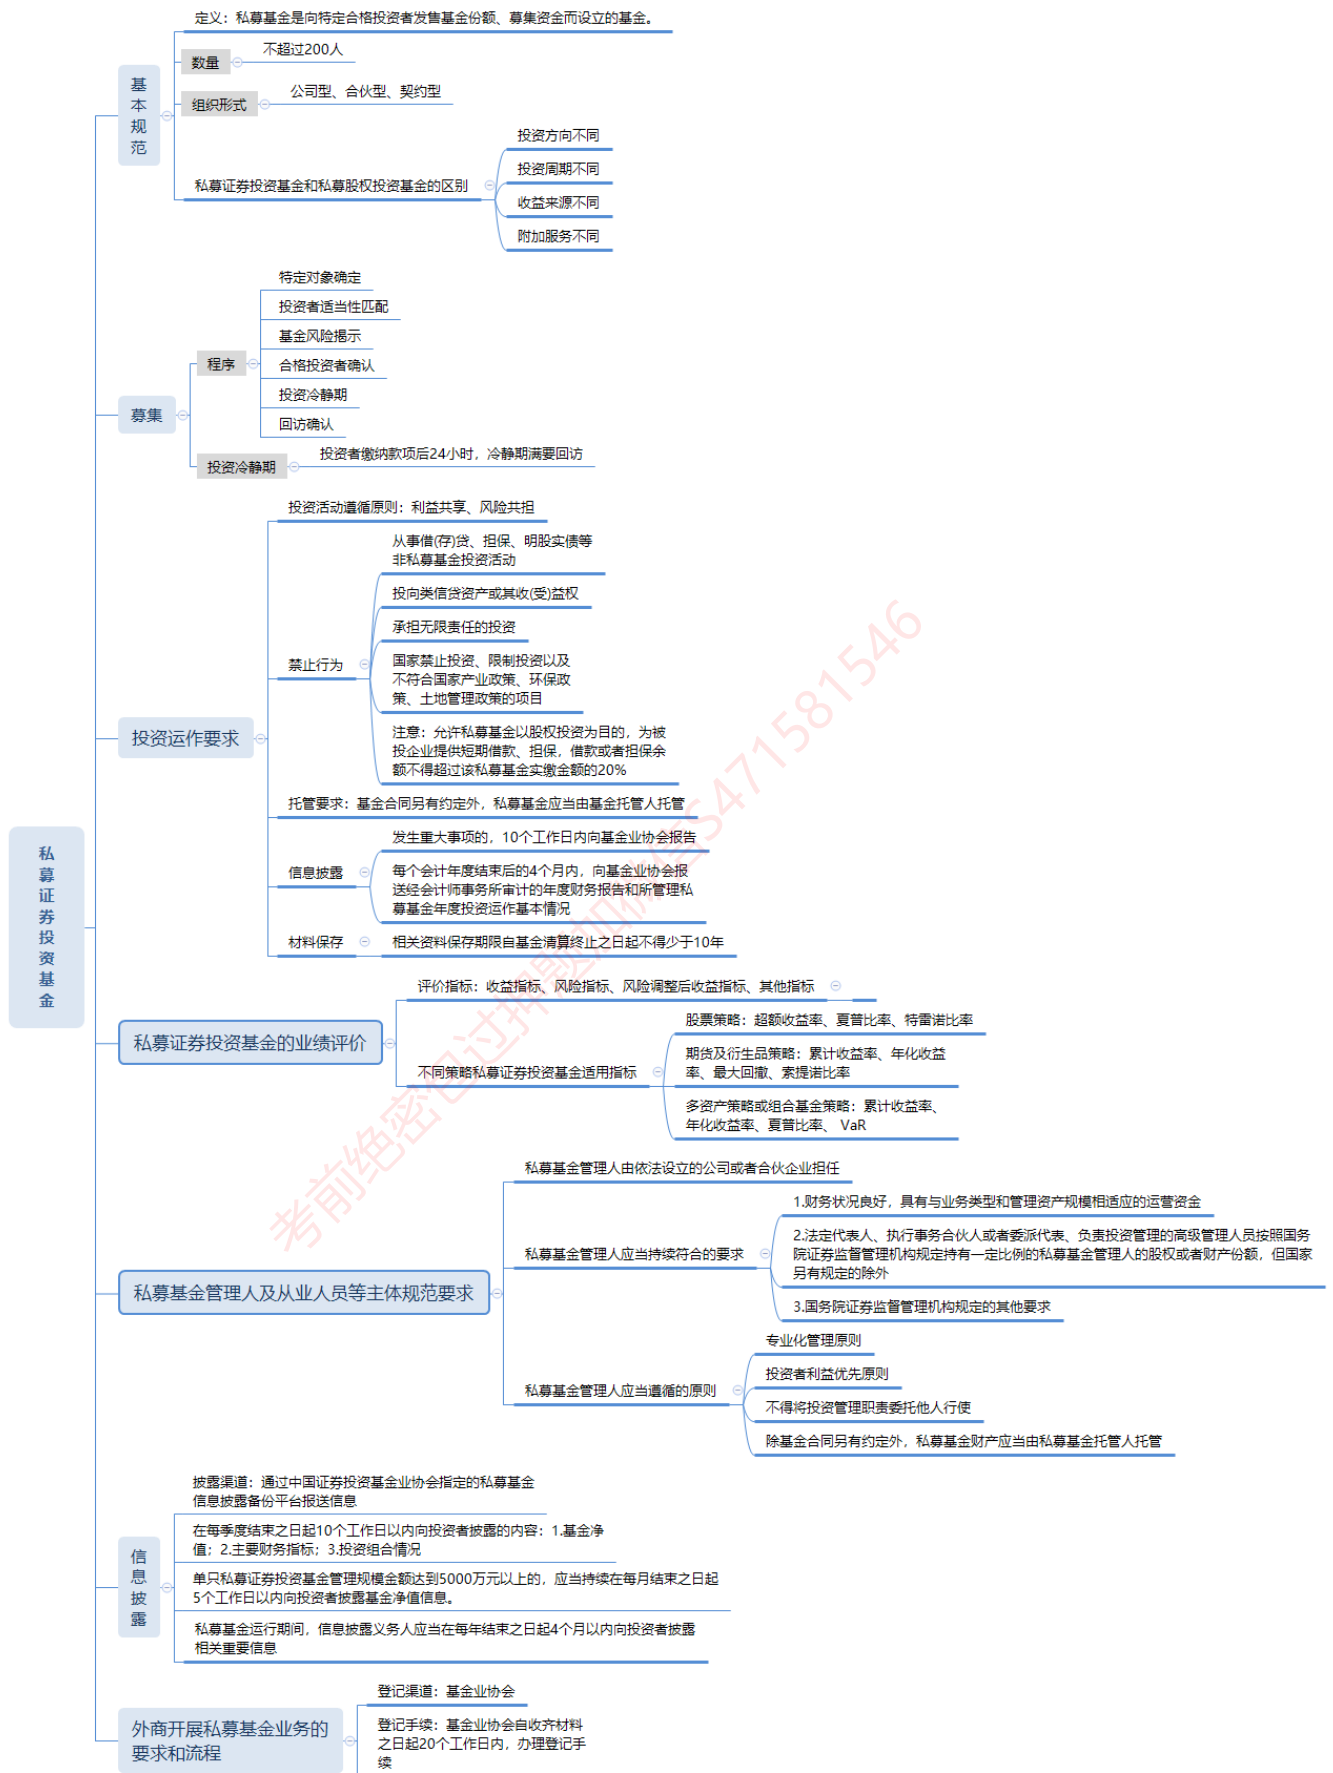 私募证券投资基金
基本规范
定义：私募基金是向特定合格投资者发售基金份额、募集资金而设立的基金。
数量
不超过200人
组织形式
公司型、合伙型、契约型
私募证券投资基金和私募股权投资基金的区别
投资方向不同
投资周期不同
收益来源不同
附加服务不同
募集
程序
特定对象确定
投资者适当性匹配
基金风险揭示
合格投资者确认
投资冷静期
回访确认
投资冷静期
投资者缴纳款项后24小时，冷静期满要回访
投资运作要求
投资活动遵循原则：利益共享、风险共担
禁止行为
从事借(存)贷、担保、明股实债等
非私募基金投资活动
投向类信贷资产或其收(受)益权
承担无限责任的投资
国家禁止投资、限制投资以及
不符合国家产业政策、环保政
策、土地管理政策的项目
注意：允许私募基金以股权投资为目的，为被
投企业提供短期借款、担保，借款或者担保余
额不得超过该私募基金实缴金额的20%
托管要求：基金合同另有约定外，私募基金应当由基金托管人托管
信息披露
发生重大事项的，10个工作日内向基金业协会报告
每个会计年度结束后的4个月内，向基金业协会报
送经会计师事务所审计的年度财务报告和所管理私
募基金年度投资运作基本情况
材料保存
相关资料保存期限自基金清算终止之日起不得少于10年
私募证券投资基金的业绩评价
评价指标：收益指标、风险指标、风险调整后收益指标、其他指标
不同策略私募证券投资基金适用指标
股票策略：超额收益率、夏普比率、特雷诺比率
期货及衍生品策略：累计收益率、年化收益
率、最大回撤、索提诺比率
多资产策略或组合基金策略：累计收益率、
年化收益率、夏普比率、VaR
私募基金管理人及从业人员等主体规范要求
私募基金管理人由依法设立的公司或者合伙企业担任
私募基金管理人应当持续符合的要求
1.财务状况良好，具有与业务类型和管理资产规模相适应的运营资金
2.法定代表人、执行事务合伙人或者委派代表、负责投资管理的高级管理人员按照国务
院证券监督管理机构规定持有一定比例的私募基金管理人的股权或者财产份额，但国家
另有规定的除外
3.国务院证券监督管理机构规定的其他要求
私募基金管理人应当遵循的原则
专业化管理原则
投资者利益优先原则
不得将投资管理职责委托他人行使
除基金合同另有约定外，私募基金财产应当由私募基金托管人托管
信息披露
披露渠道：通过中国证券投资基金业协会指定的私募基金
信息披露备份平台报送信息
在每季度结束之日起10个工作日以内向投资者披露的内容：1.基金净
值；2.主要财务指标；3.投资组合情况
单只私募证券投资基金管理规模金额达到5000万元以上的，应当持续在每月结束之日起
5个工作日以内向投资者披露基金净值信息。
私募基金运行期间，信息披露义务人应当在每年结束之日起4个月以内向投资者披露
相关重要信息
外商开展私募基金业务的
要求和流程
登记渠道：基金业协会
登记手续：基金业协会自收齐材料
之日起20个工作日内，办理登记手
续
考前绝密包过押题加微信S471581546